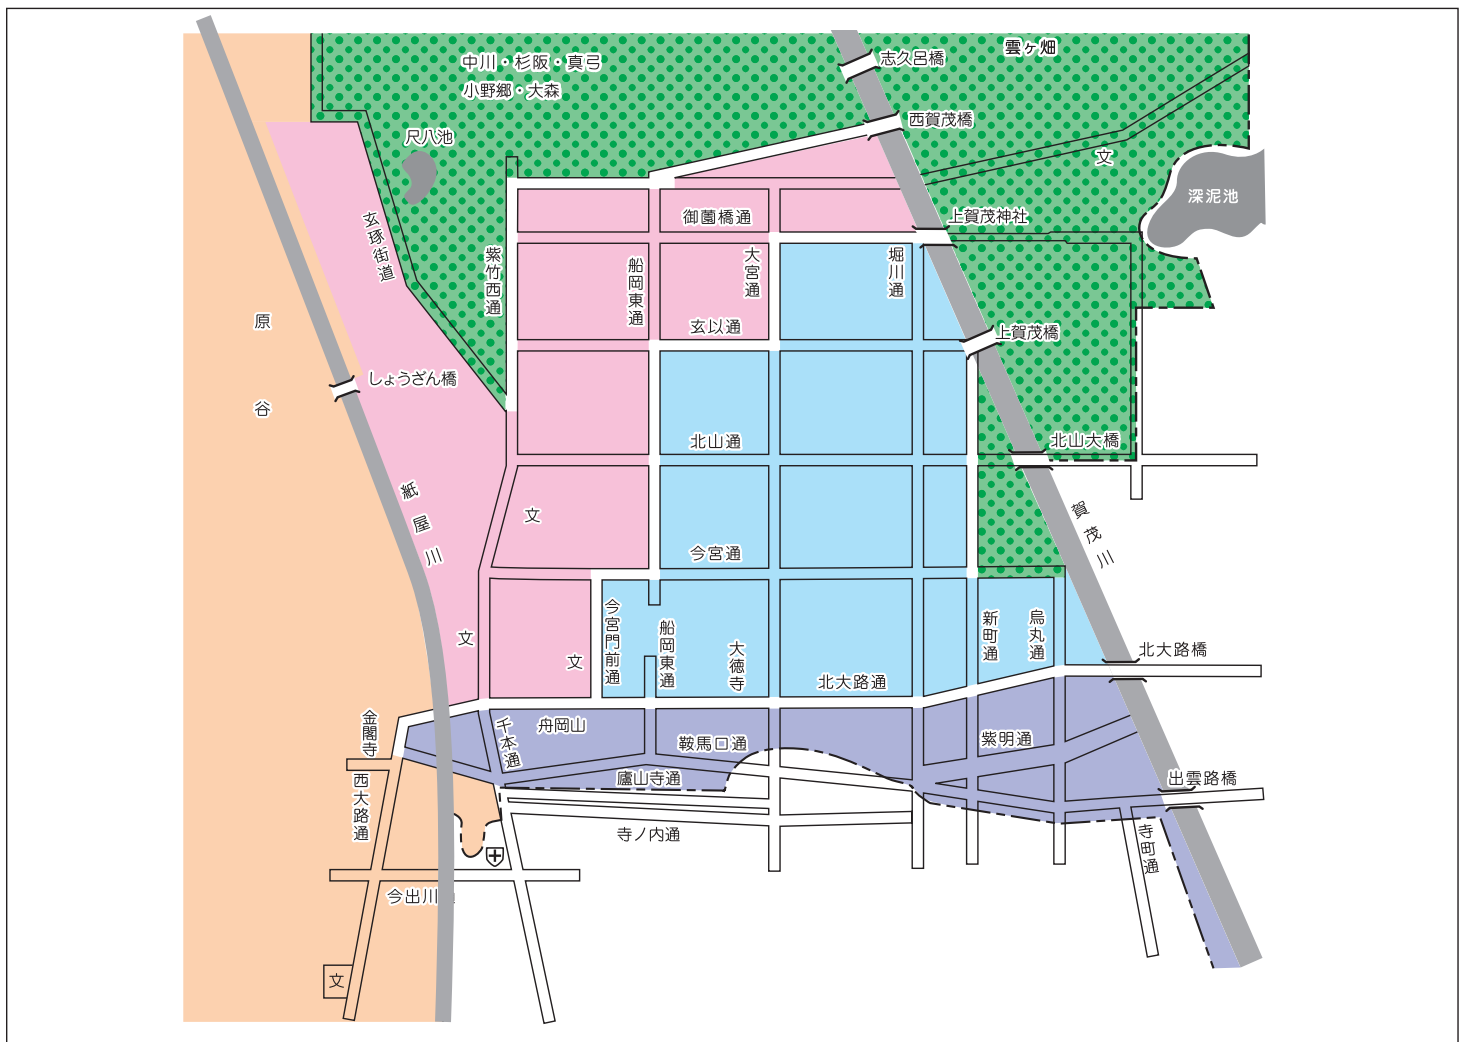 中川・杉阪・真弓
小野郷・大森
雲ヶ畑
志久呂橋
西賀茂橋
尺八池
文
深泥池
上賀茂神社
御薗橋通
玄琢街道
紫竹西通
船岡東通
大宮通
堀川通
原谷
玄以通
上賀茂橋
しょうざん橋
北山通
北山大橋
紙屋川
文
賀茂川
今宮通
今宮門前通
船岡東通
大徳寺
新町通
烏丸通
文
文
北大路橋
北大路通
金閣寺
千本通
舟岡山
鞍馬口通
紫明通
西大路通
廬山寺通
出雲路橋
寺ノ内通
寺町通
今出川
文